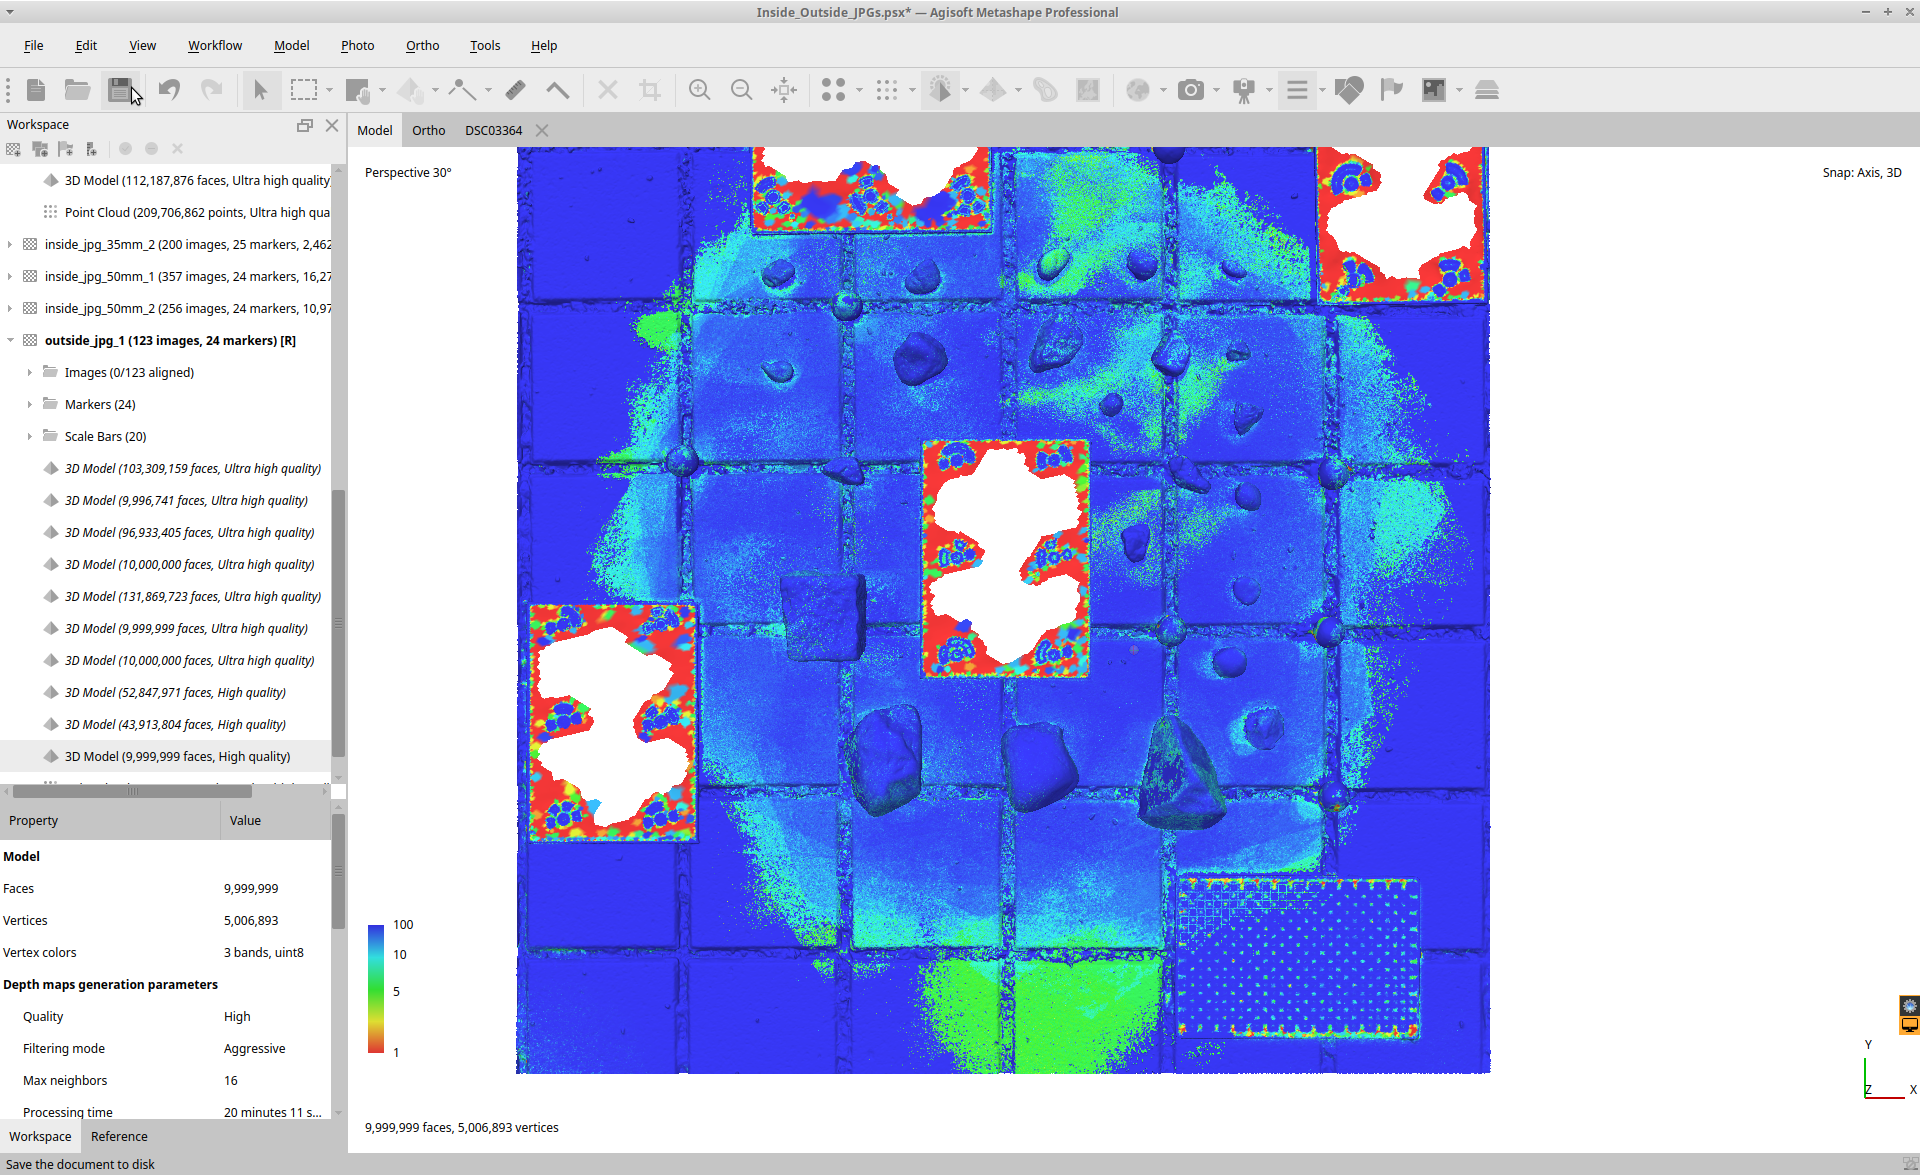 Inside_Outside_JPGs.psx* — Agisoft Metashape Professional
File Edit View Workflow Model Photo Ortho Tools Help
Workspace
Model Ortho DSC03364
Perspective 30°
Snap: Axis, 3D
3D Model (112,187,876 faces, Ultra high quality)
Point Cloud (209,706,862 points, Ultra high qua
inside_jpg_35mm_2 (200 images, 25 markers, 2,462
inside_jpg_50mm_1 (357 images, 24 markers, 16,27
inside_jpg_50mm_2 (256 images, 24 markers, 10,97
outside_jpg_1 (123 images, 24 markers) [R]
Images (0/123 aligned)
Markers (24)
Scale Bars (20)
3D Model (103,309,159 faces, Ultra high quality)
3D Model (9,996,741 faces, Ultra high quality)
3D Model (96,933,405 faces, Ultra high quality)
3D Model (10,000,000 faces, Ultra high quality)
3D Model (131,869,723 faces, Ultra high quality)
3D Model (9,999,999 faces, Ultra high quality)
3D Model (10,000,000 faces, Ultra high quality)
3D Model (52,847,971 faces, High quality)
3D Model (43,913,804 faces, High quality)
3D Model (9,999,999 faces, High quality)
Property Value
Model
Faces 9,999,999
Vertices 5,006,893
Vertex colors 3 bands, uint8
Depth maps generation parameters
Quality High
Filtering mode Aggressive
Max neighbors 16
Processing time 20 minutes 11 s...
Workspace Reference
Save the document to disk
100
10
5
1
9,999,999 faces, 5,006,893 vertices
Y
Z X